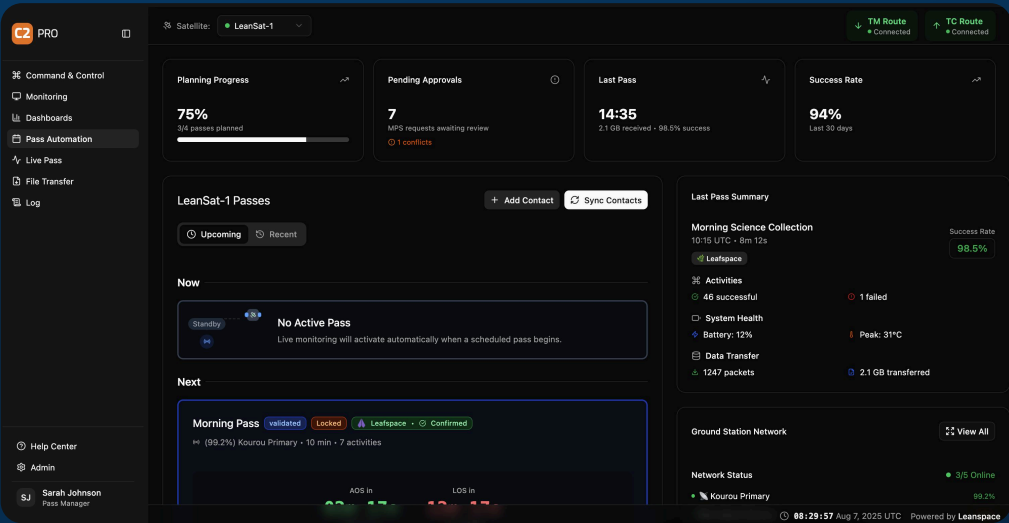 C2 PRO
Satellite: LeanSat-1
TM Route
Connected
TC Route
Connected
Command & Control
Monitoring
Dashboards
Pass Automation
Live Pass
File Transfer
Log
Planning Progress
75%
3/4 passes planned
Pending Approvals
7
MPS requests awaiting review
1 conflicts
Last Pass
14:35
2.1 GB received • 98.5% success
Success Rate
94%
Last 30 days
LeanSat-1 Passes
Add Contact
Sync Contacts
Upcoming
Recent
Now
Standby
No Active Pass
Live monitoring will activate automatically when a scheduled pass begins.
Next
Morning Pass validated Locked Leafspace • Confirmed
(99.2%) Kourou Primary • 10 min • 7 activities
AOS in
LOS in
Last Pass Summary
Morning Science Collection
10:15 UTC • 8m 12s
Leafspace
Success Rate
98.5%
Activities
46 successful
1 failed
System Health
Battery: 12%
Peak: 31°C
Data Transfer
1247 packets
2.1 GB transferred
Ground Station Network
View All
Network Status
3/5 Online
Kourou Primary
99.2%
Help Center
Admin
SJ
Sarah Johnson
Pass Manager
08:29:57 Aug 7, 2025 UTC
Powered by Leanspace